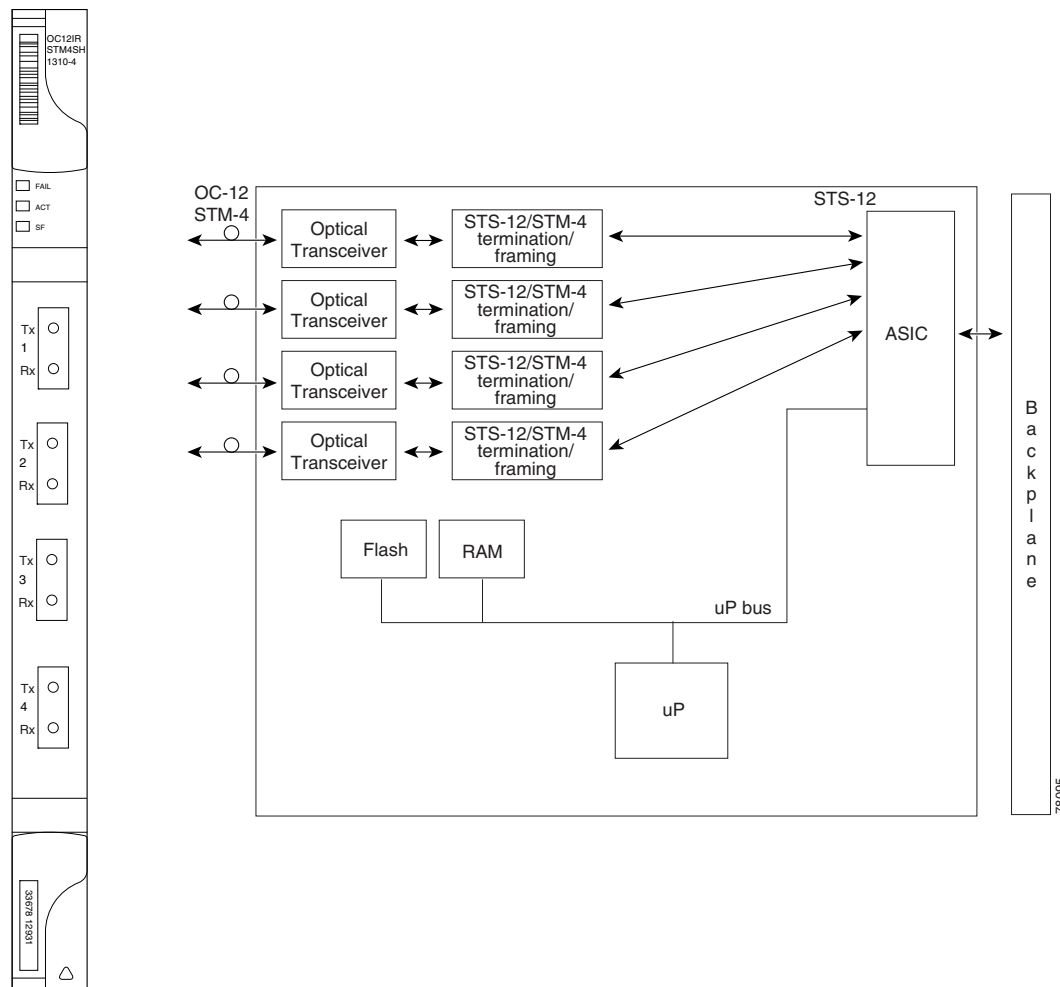 OC12IR
STM4SH
1310-4
FAIL
ACT
SF
Tx
1
Rx
Tx
2
Rx
Tx
3
Rx
Tx
4
Rx
33678 12931
OC-12
STM-4
STS-12
Optical
Transceiver
STS-12/STM-4
termination/
framing
Optical
Transceiver
STS-12/STM-4
termination/
framing
Optical
Transceiver
STS-12/STM-4
termination/
framing
Optical
Transceiver
STS-12/STM-4
termination/
framing
ASIC
Flash
RAM
uP bus
uP
Backplane
78095